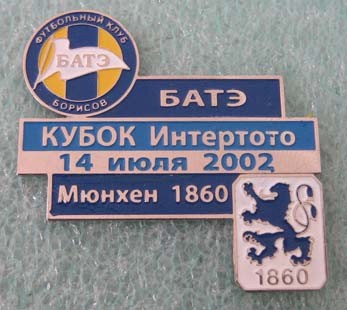 ФУТБОЛЬНЫЙ КЛУБ
БАТЭ
БОРИСОВ
БАТЭ
КУБОК Интертото
14 июля 2002
Мюнхен 1860
1860